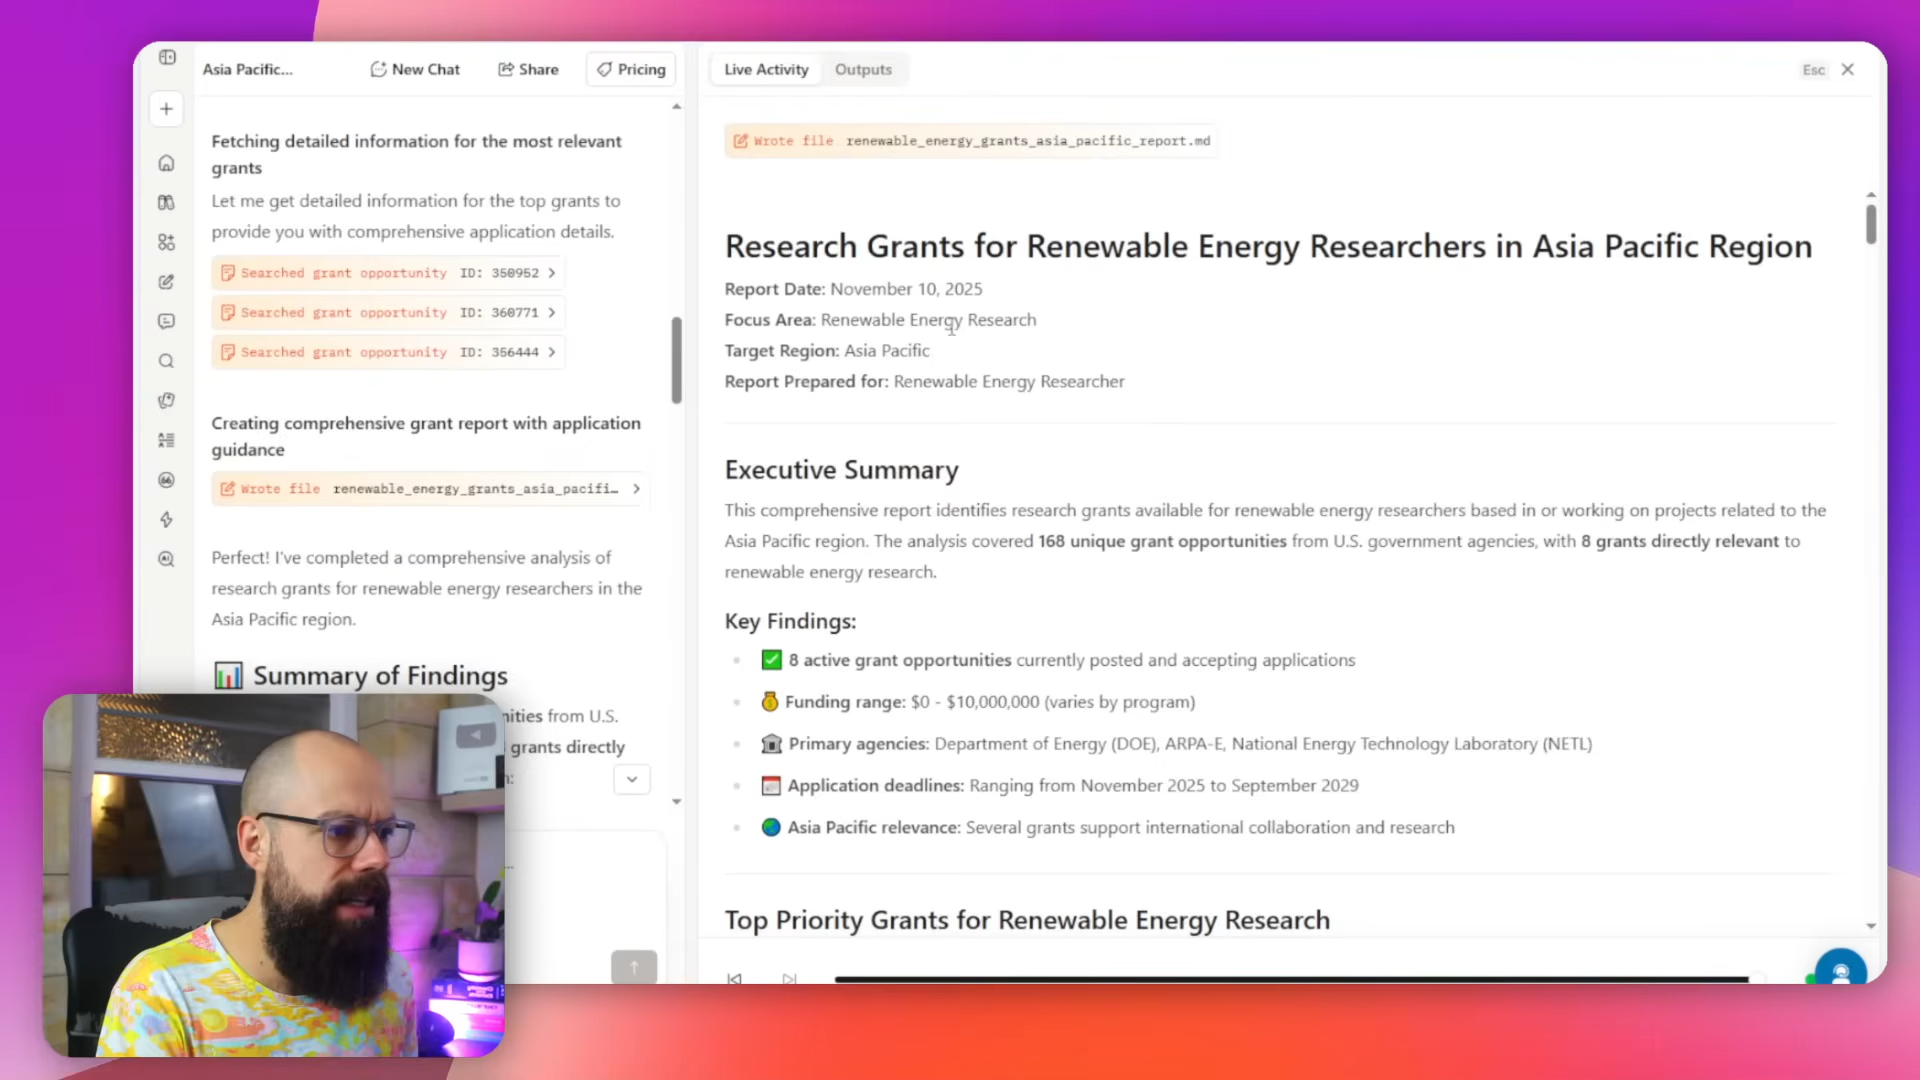 Asia Pacific...
New Chat
Share
Pricing
Fetching detailed information for the most relevant
grants
Let me get detailed information for the top grants to
provide you with comprehensive application details.
Searched grant opportunity ID: 350952
Searched grant opportunity ID: 360771
Searched grant opportunity ID: 356444
Creating comprehensive grant report with application
guidance
Wrote file renewable_energy_grants_asia_pacifi…
Perfect! I've completed a comprehensive analysis of
research grants for renewable energy researchers in the
Asia Pacific region.
Summary of Findings
nities from U.S.
grants directly
n:
Live Activity
Outputs
Esc
Wrote file renewable_energy_grants_asia_pacific_report.md
Research Grants for Renewable Energy Researchers in Asia Pacific Region
Report Date: November 10, 2025
Focus Area: Renewable Energy Research
Target Region: Asia Pacific
Report Prepared for: Renewable Energy Researcher
Executive Summary
This comprehensive report identifies research grants available for renewable energy researchers based in or working on projects related to the
Asia Pacific region. The analysis covered 168 unique grant opportunities from U.S. government agencies, with 8 grants directly relevant to
renewable energy research.
Key Findings:
8 active grant opportunities currently posted and accepting applications
Funding range: $0 - $10,000,000 (varies by program)
Primary agencies: Department of Energy (DOE), ARPA-E, National Energy Technology Laboratory (NETL)
Application deadlines: Ranging from November 2025 to September 2029
Asia Pacific relevance: Several grants support international collaboration and research
Top Priority Grants for Renewable Energy Research